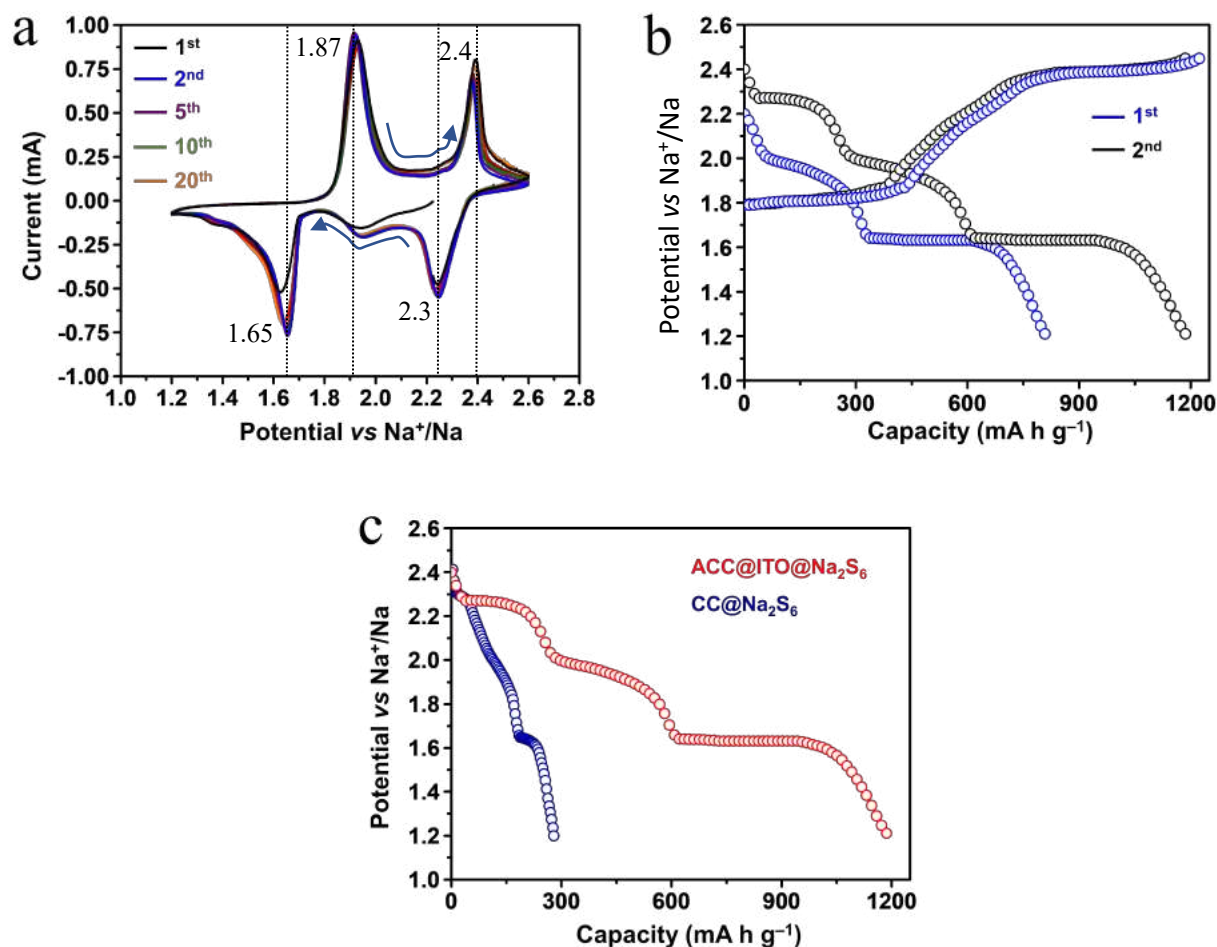 a
1.00
0.75
0.50
0.25
0.00
-0.25
-0.50
-0.75
-1.00
Current (mA)
1st
2nd
5th
10th
20th
1.87
2.4
1.65
2.3
1.0 1.2 1.4 1.6 1.8 2.0 2.2 2.4 2.6 2.8
Potential vs Na+/Na
b
2.6
2.4
2.2
2.0
1.8
1.6
1.4
1.2
1.0
Potential vs Na+/Na
1st
2nd
0 300 600 900 1200
Capacity (mA h g–1)
c
2.6
2.4
2.2
2.0
1.8
1.6
1.4
1.2
1.0
Potential vs Na+/Na
ACC@ITO@Na2S6
CC@Na2S6
0 300 600 900 1200
Capacity (mA h g–1)